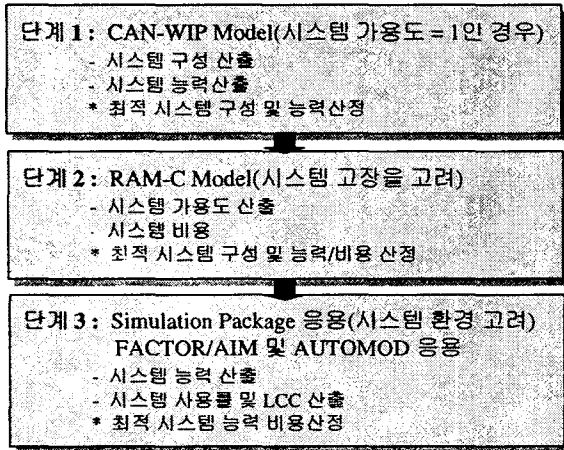 단계 1 : CAN-WIP Model(시스템 가용도 = 1인 경우)
- 시스템 구성 산출
- 시스템 능력산출
* 최적 시스템 구성 및 능력산정
단계 2 : RAM-C Model(시스템 고장을 고려)
- 시스템 가용도 산출
- 시스템 비용
* 최적 시스템 구성 및 능력/비용 산정
단계 3 : Simulation Package 응용(시스템 환경 고려)
FACTOR/AIM 및 AUTOMOD 응용
- 시스템 능력 산출
- 시스템 사용률 및 LCC 산출
* 최적 시스템 능력 비용산정